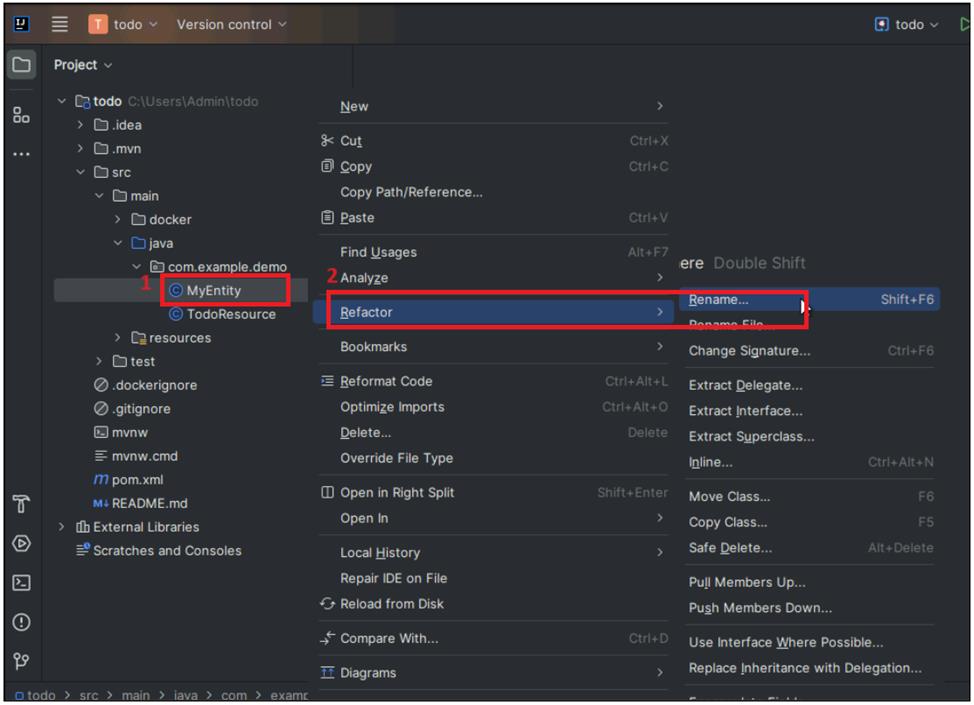 IJ
T todo Version control
todo
Project
todo C:\Users\Admin\todo
.idea
.mvn
src
main
docker
java
com.example.demo
1
MyEntity
TodoResource
resources
test
.dockerignore
.gitignore
mvnw
mvnw.cmd
pom.xml
README.md
External Libraries
Scratches and Consoles
New
Cut Ctrl+X
Copy Ctrl+C
Copy Path/Reference...
Paste Ctrl+V
Find Usages Alt+F7
2
Analyze
Refactor
Bookmarks
Reformat Code Ctrl+Alt+L
Optimize Imports Ctrl+Alt+O
Delete... Delete
Override File Type
Open in Right Split Shift+Enter
Open In
Local History
Repair IDE on File
Reload from Disk
Compare With... Ctrl+D
Diagrams
ere Double Shift
Rename... Shift+F6
Rename File...
Change Signature... Ctrl+F6
Extract Delegate...
Extract Interface...
Extract Superclass...
Inline... Ctrl+Alt+N
Move Class... F6
Copy Class... F5
Safe Delete... Alt+Delete
Pull Members Up...
Push Members Down...
Use Interface Where Possible...
Replace Inheritance with Delegation...
todo > src > main > java > com > examp